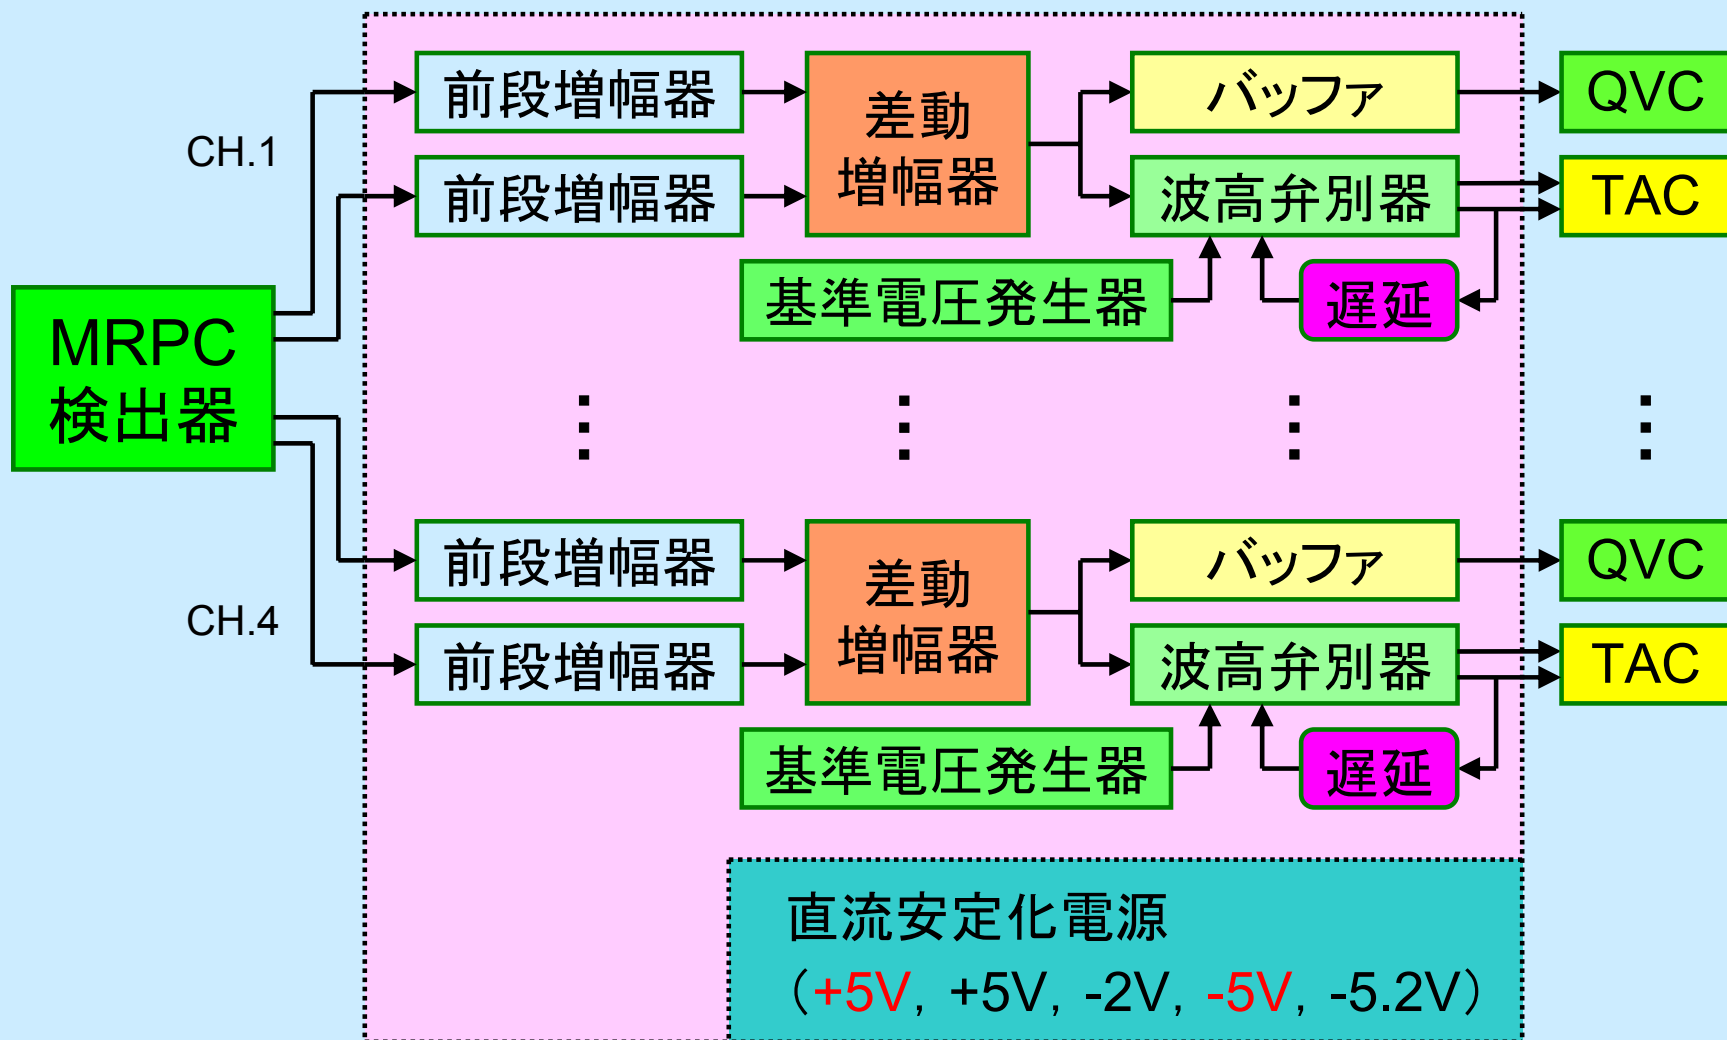 前段増幅器
バッファ
QVC
差動
増幅器
CH.1
前段増幅器
波高弁別器
TAC
基準電圧発生器
遅延
MRPC
検出器
前段増幅器
バッファ
QVC
差動
増幅器
CH.4
前段増幅器
波高弁別器
TAC
基準電圧発生器
遅延
直流安定化電源
（+5V, +5V, -2V, -5V, -5.2V）